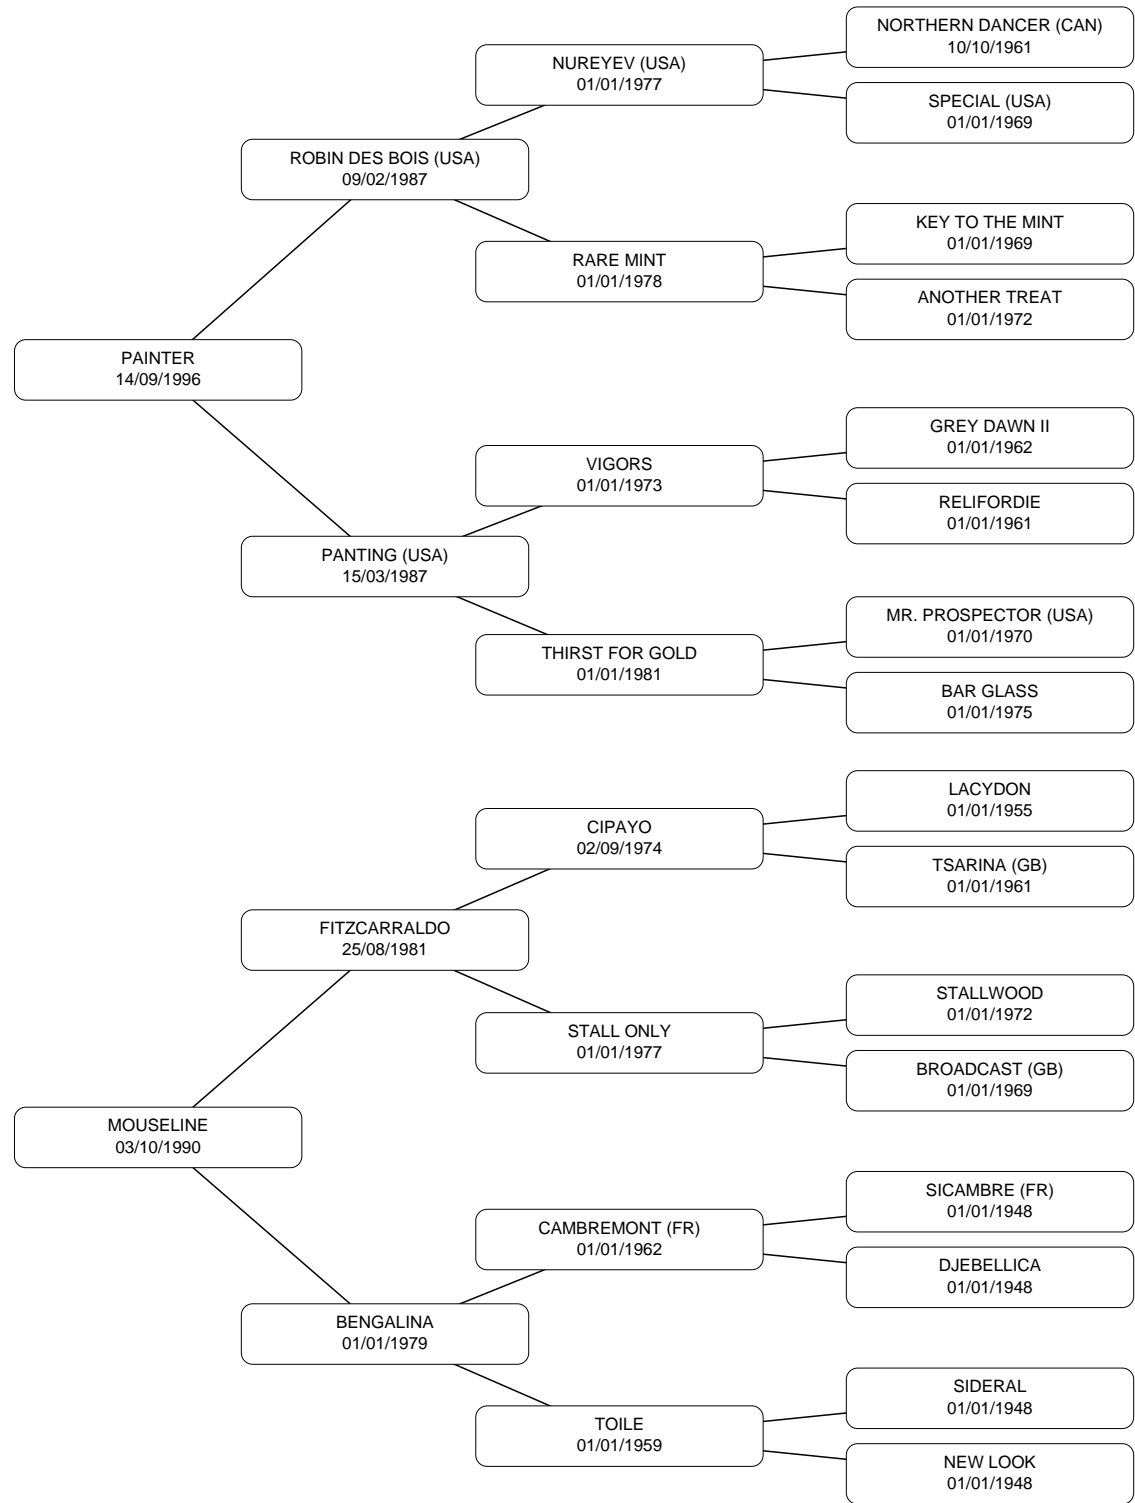 NORTHERN DANCER (CAN)
10/10/1961
NUREYEV (USA)
01/01/1977
SPECIAL (USA)
01/01/1969
ROBIN DES BOIS (USA)
09/02/1987
KEY TO THE MINT
01/01/1969
RARE MINT
01/01/1978
ANOTHER TREAT
01/01/1972
PAINTER
14/09/1996
GREY DAWN II
01/01/1962
VIGORS
01/01/1973
RELIFORDIE
01/01/1961
PANTING (USA)
15/03/1987
MR. PROSPECTOR (USA)
01/01/1970
THIRST FOR GOLD
01/01/1981
BAR GLASS
01/01/1975
LACYDON
01/01/1955
CIPAYO
02/09/1974
TSARINA (GB)
01/01/1961
FITZCARRALDO
25/08/1981
STALLWOOD
01/01/1972
STALL ONLY
01/01/1977
BROADCAST (GB)
01/01/1969
MOUSELINE
03/10/1990
SICAMBRE (FR)
01/01/1948
CAMBREMONT (FR)
01/01/1962
DJEBELLICA
01/01/1948
BENGALINA
01/01/1979
SIDERAL
01/01/1948
TOILE
01/01/1959
NEW LOOK
01/01/1948